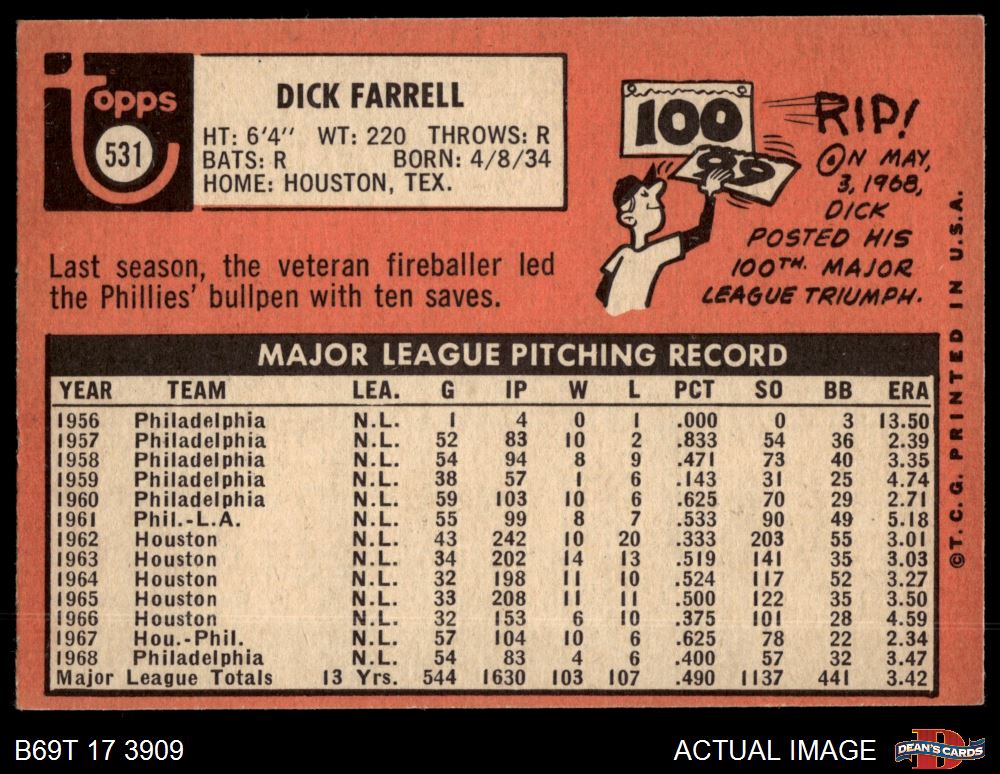 Topps
531
DICK FARRELL
HT: 6'4" WT: 220 THROWS: R
BATS: R BORN: 4/8/34
HOME: HOUSTON, TEX.
Last season, the veteran fireballer led
the Phillies' bullpen with ten saves.
100
99
RIP!
ON MAY,
3, 1968,
DICK
POSTED HIS
100TH. MAJOR
LEAGUE TRIUMPH.
MAJOR LEAGUE PITCHING RECORD
YEAR TEAM LEA. G IP W L PCT SO BB ERA
1956 Philadelphia N.L. 1 4 0 1 .000 0 3 13.50
1957 Philadelphia N.L. 52 83 10 2 .833 54 36 2.39
1958 Philadelphia N.L. 54 94 8 9 .471 73 40 3.35
1959 Philadelphia N.L. 38 57 1 6 .143 31 25 4.74
1960 Philadelphia N.L. 59 103 10 6 .625 70 29 2.71
1961 Phil.-L.A. N.L. 55 99 8 7 .533 90 49 5.18
1962 Houston N.L. 43 242 10 20 .333 203 55 3.01
1963 Houston N.L. 34 202 14 13 .519 141 35 3.03
1964 Houston N.L. 32 198 11 10 .524 117 52 3.27
1965 Houston N.L. 33 208 11 11 .500 122 35 3.50
1966 Houston N.L. 32 153 6 10 .375 101 28 4.59
1967 Hou.-Phil. N.L. 57 104 10 6 .625 78 22 2.34
1968 Philadelphia N.L. 54 83 4 6 .400 57 32 3.47
Major League Totals 13 Yrs. 544 1630 103 107 .490 1137 441 3.42
©T. C. G. PRINTED IN U.S.A.
B69T 17 3909
ACTUAL IMAGE
DEAN'S CARDS